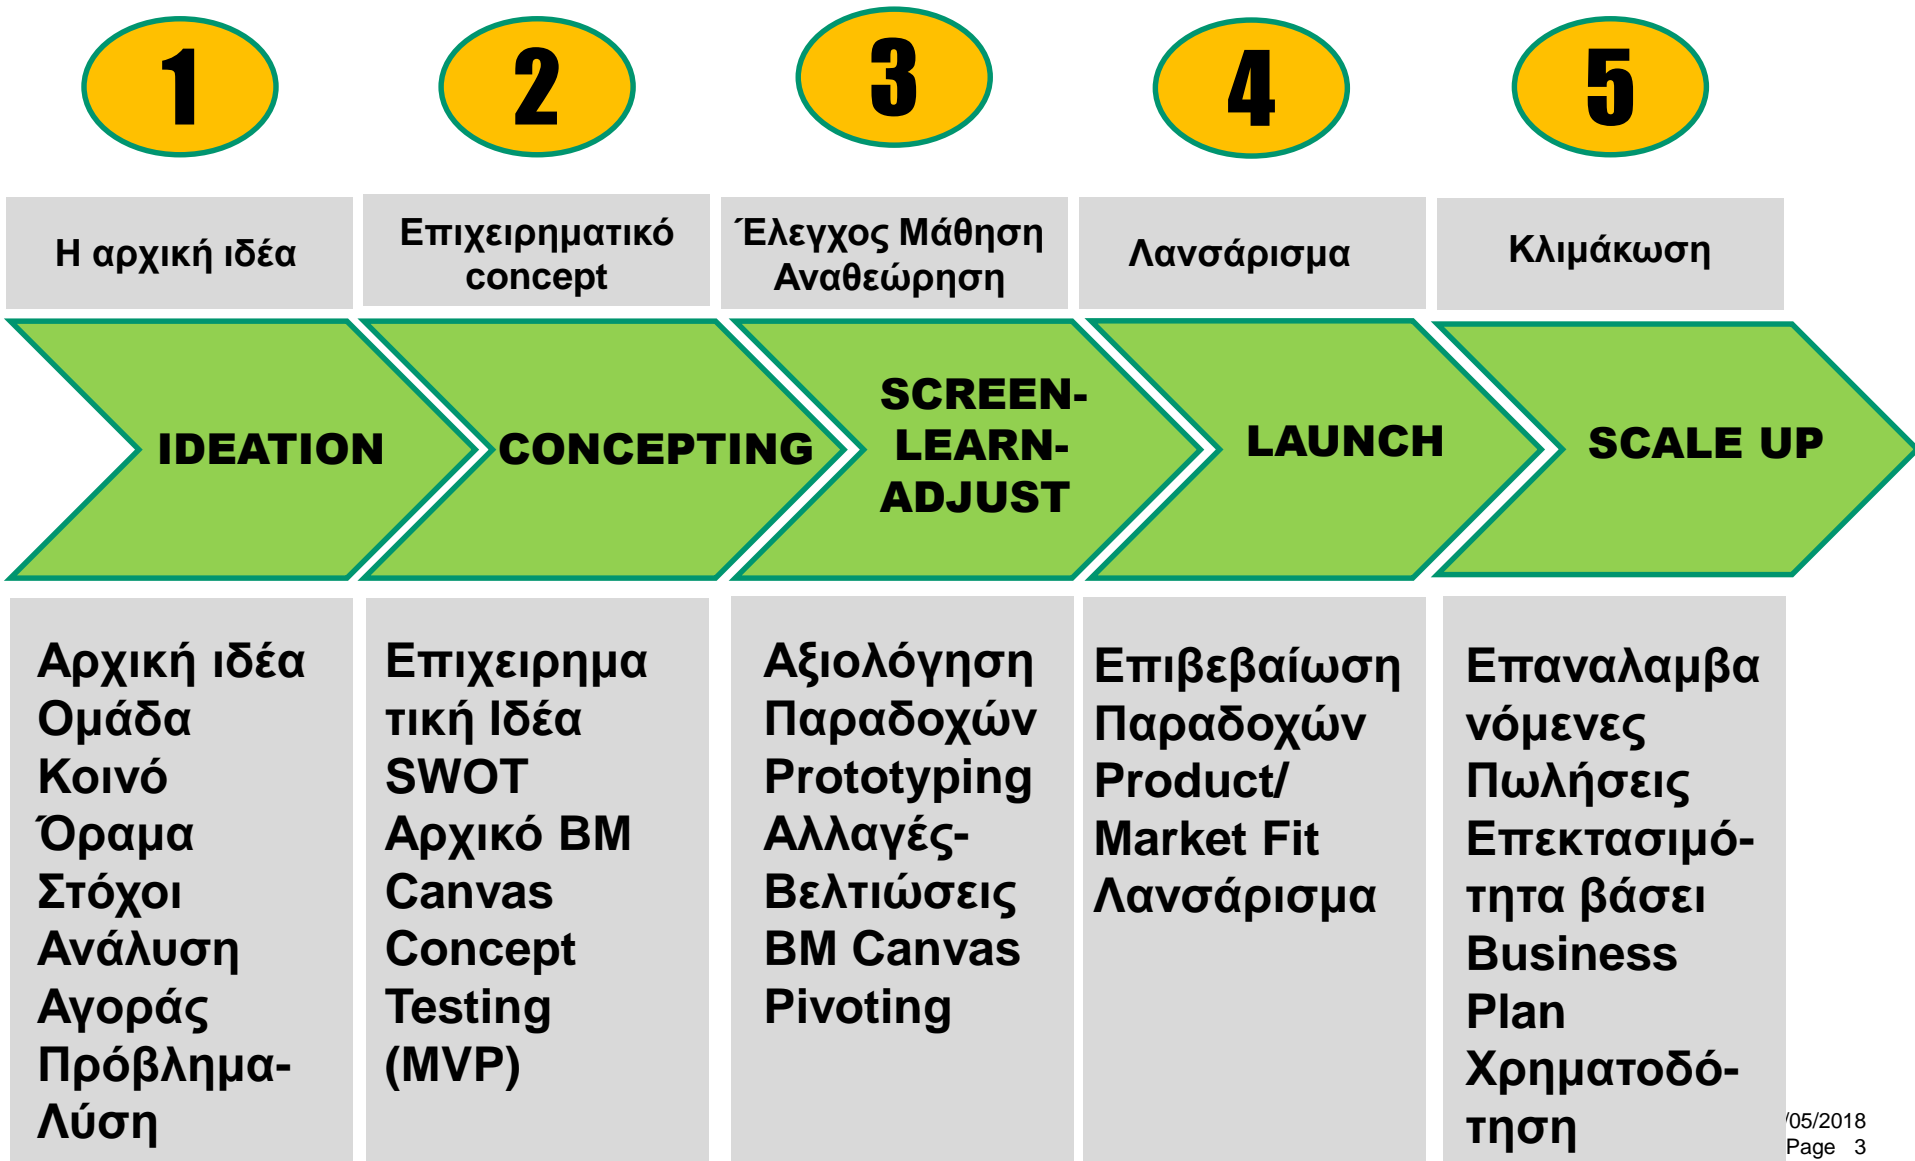 1
2
3
4
5
Η αρχική ιδέα
Επιχειρηματικό
concept
Έλεγχος Μάθηση
Αναθεώρηση
Λανσάρισμα
Κλιμάκωση
IDEATION
CONCEPTING
SCREEN-
LEARN-
ADJUST
LAUNCH
SCALE UP
Αρχική ιδέα
Ομάδα
Κοινό
Όραμα
Στόχοι
Ανάλυση
Αγοράς
Πρόβλημα-
Λύση
Επιχειρημα
τική Ιδέα
SWOT
Αρχικό BM
Canvas
Concept
Testing
(MVP)
Αξιολόγηση
Παραδοχών
Prototyping
Αλλαγές-
Βελτιώσεις
BM Canvas
Pivoting
Επιβεβαίωση
Παραδοχών
Product/
Market Fit
Λανσάρισμα
Επαναλαμβα
νόμενες
Πωλήσεις
Επεκτασιμό-
τητα βάσει
Business
Plan
Χρηματοδό-
τηση
/05/2018
Page 3